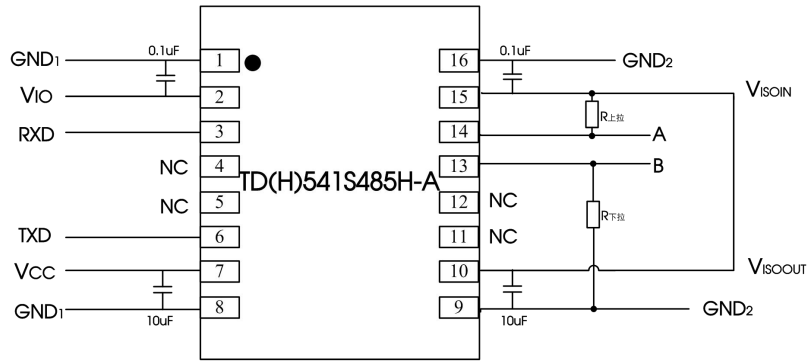 GND1 0.1uF 1 16 0.1uF GND2
VIO 2 15 VISOIN
R上拉
RXD 3 14 A
NC 4 13 B
TD(H)541S485H-A
NC 5 12 NC
R下拉
TXD 6 11 NC
VCC 7 10 VISOOUT
GND1 10uF 8 9 10uF GND2